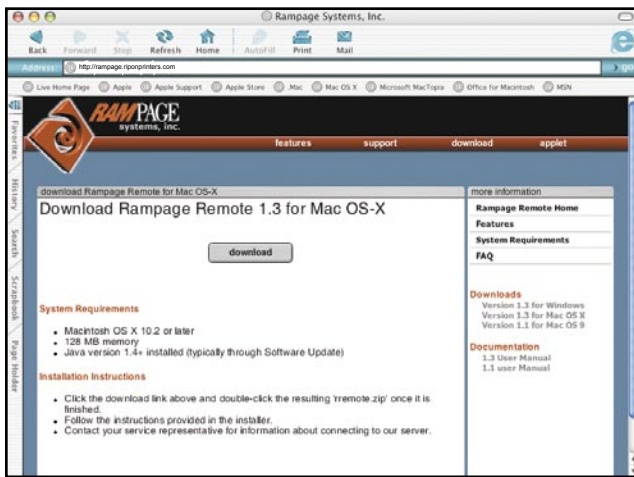 Rampage Systems, Inc.
Back Forward Stop Refresh Home AutoFill Print Mail
Address: http://rampage.riponprinters.com go
Live Home Page Apple Apple Support Apple Store .Mac Mac OS X Microsoft MacTopia Office for Macintosh MSN
Favorites
History
Search
Scrapbook
Page Holder
RAMPAGE
systems, inc.
features support download applet
download Rampage Remote for Mac OS-X
Download Rampage Remote 1.3 for Mac OS-X
download
System Requirements
• Macintosh OS X 10.2 or later
• 128 MB memory
• Java version 1.4+ installed (typically through Software Update)
Installation Instructions
• Click the download link above and double-click the resulting 'rremote.zip' once it is
finished.
• Follow the instructions provided in the installer.
• Contact your service representative for information about connecting to our server.
more information
Rampage Remote Home
Features
System Requirements
FAQ
Downloads
Version 1.3 for Windows
Version 1.3 for Mac OS X
Version 1.1 for Mac OS 9
Documentation
1.3 User Manual
1.1 user Manual